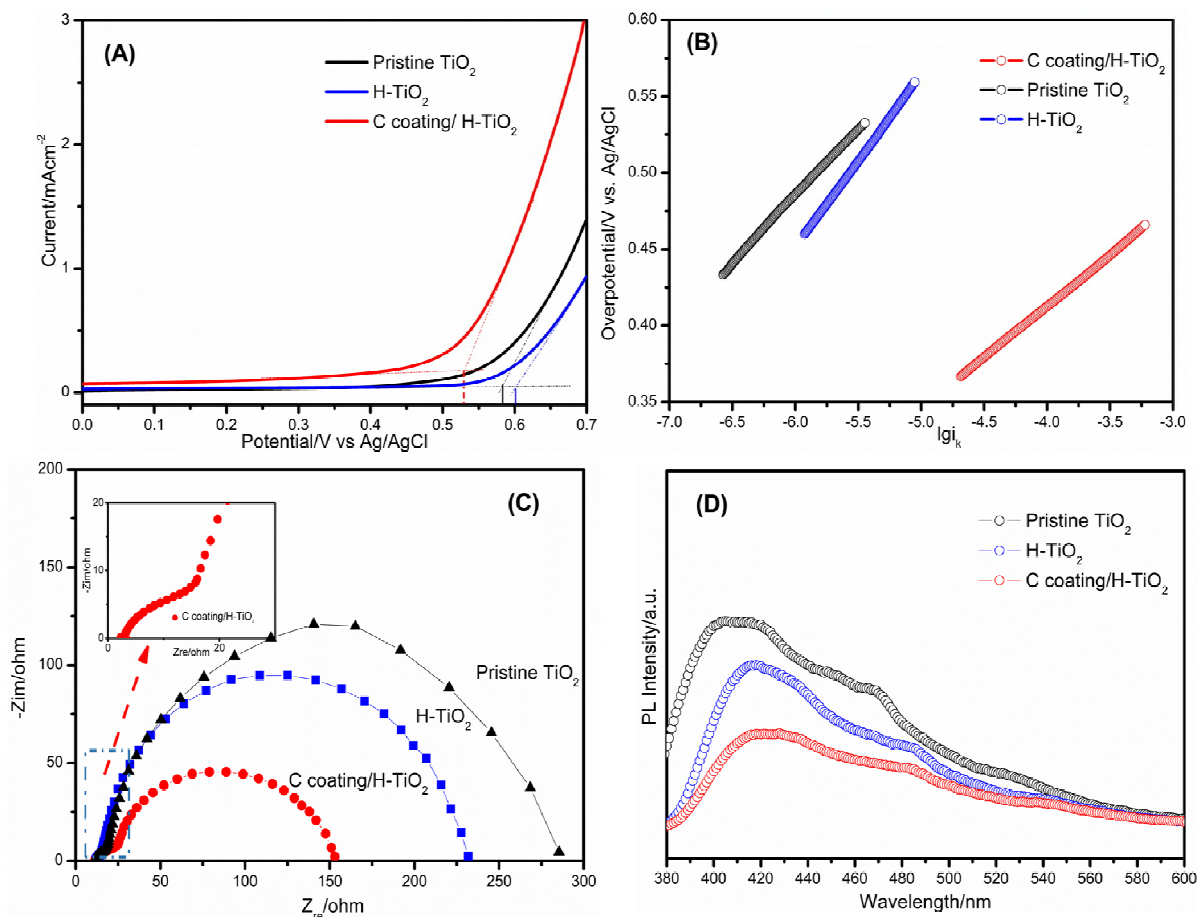 (A)
Pristine TiO2
H-TiO2
C coating/ H-TiO2
Current/mAcm-2
3
2
1
0
0.0 0.1 0.2 0.3 0.4 0.5 0.6 0.7
Potential/V vs Ag/AgCl
(B)
C coating/H-TiO2
Pristine TiO2
H-TiO2
Overpotential/V vs. Ag/AgCl
0.60
0.55
0.50
0.45
0.40
0.35
-7.0 -6.5 -6.0 -5.5 -5.0 -4.5 -4.0 -3.5 -3.0
lgik
(C)
-Zim/ohm
200
150
100
50
0
0 50 100 150 200 250 300
Zre/ohm
20
10
0
-Zim/ohm
0 20
Zre/ohm
C coating/H-TiO2
Pristine TiO2
H-TiO2
C coating/H-TiO2
(D)
Pristine TiO2
H-TiO2
C coating/H-TiO2
PL Intensity/a.u.
380 400 420 440 460 480 500 520 540 560 580 600
Wavelength/nm